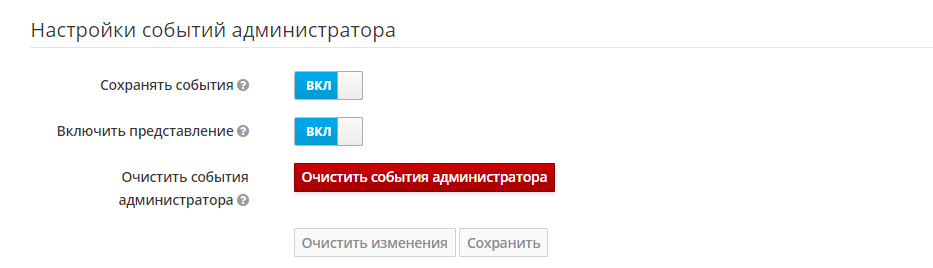 Настройки событий администратора
Сохранять события
ВКЛ
Включить представление
ВКЛ
Очистить события
администратора
Очистить события администратора
Очистить изменения
Сохранить